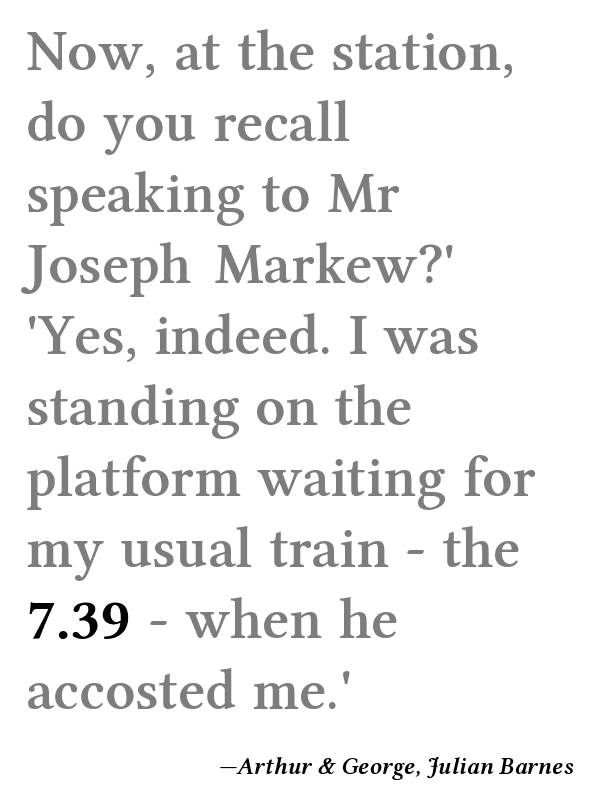 Now, at the station,
do you recall
speaking to Mr
Joseph Markew?'
'Yes, indeed. I was
standing on the
platform waiting for
my usual train - the
7.39 - when he
accosted me.'
—Arthur & George, Julian Barnes